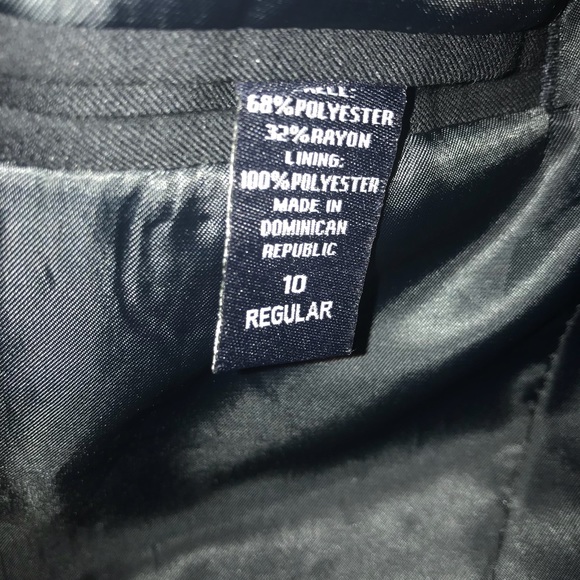 68%POLYESTER
32%RAYON
LINING:
100%POLYESTER
MADE IN
DOMINICAN
REPUBLIC
10
REGULAR